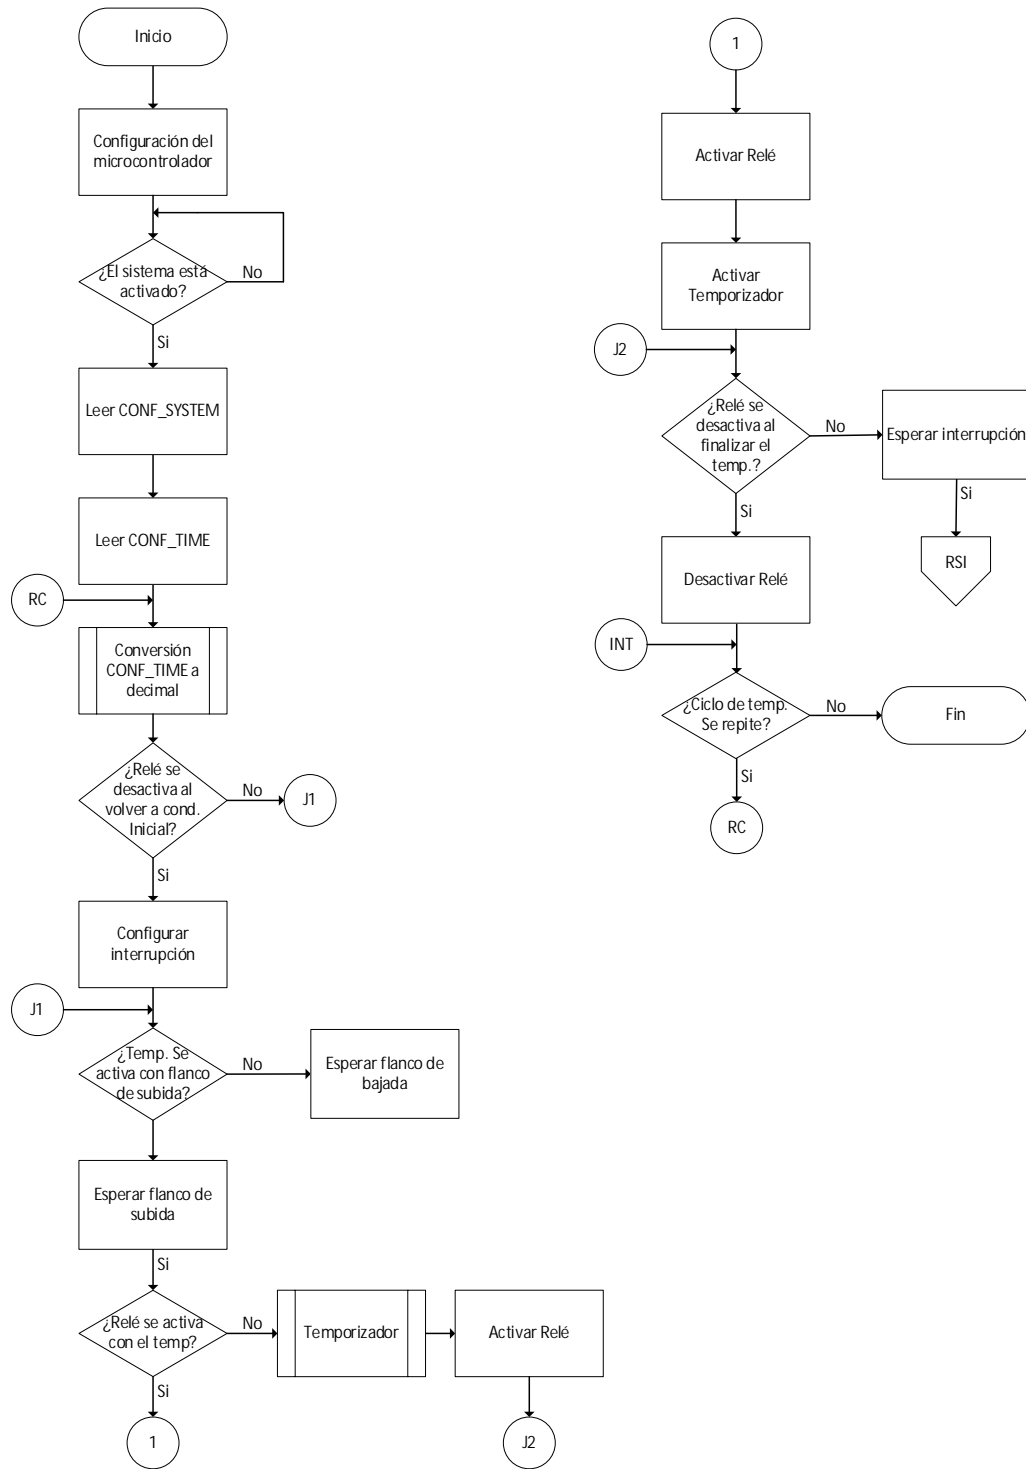 Inicio
Configuración del
microcontrolador
¿El sistema está
activado?
No
Si
Leer CONF_SYSTEM
Leer CONF_TIME
RC
Conversión
CONF_TIME a
decimal
¿Relé se
desactiva al
volver a cond.
Inicial?
No
J1
Si
Configurar
interrupción
J1
¿Temp. Se
activa con flanco
de subida?
No
Esperar flanco de
bajada
Esperar flanco de
subida
Si
¿Relé se activa
con el temp?
No
Temporizador
Activar Relé
Si
1
J2
1
Activar Relé
Activar
Temporizador
J2
¿Relé se
desactiva al
finalizar el
temp.?
No
Esperar interrupción
Si
RSI
Si
Desactivar Relé
INT
¿Ciclo de temp.
Se repite?
No
Fin
Si
RC